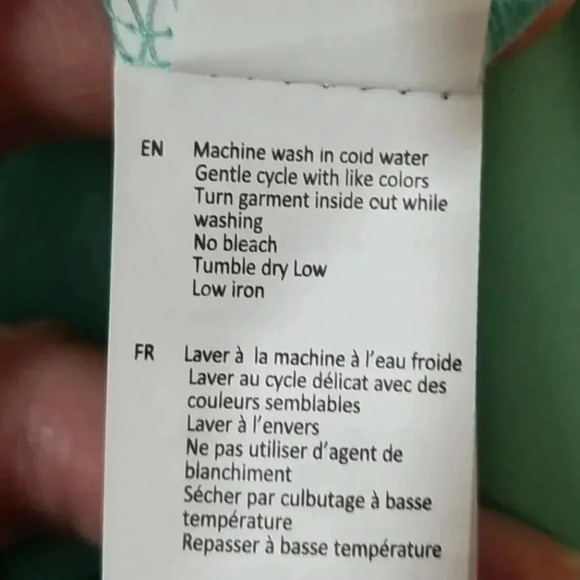 EN Machine wash in cold water
Gentle cycle with like colors
Turn garment inside out while
washing
No bleach
Tumble dry Low
Low iron
FR Laver à la machine à l'eau froide
Laver au cycle délicat avec des
couleurs semblables
Laver à l'envers
Ne pas utiliser d'agent de
blanchiment
Sécher par culbutage à basse
température
Repasser à basse température